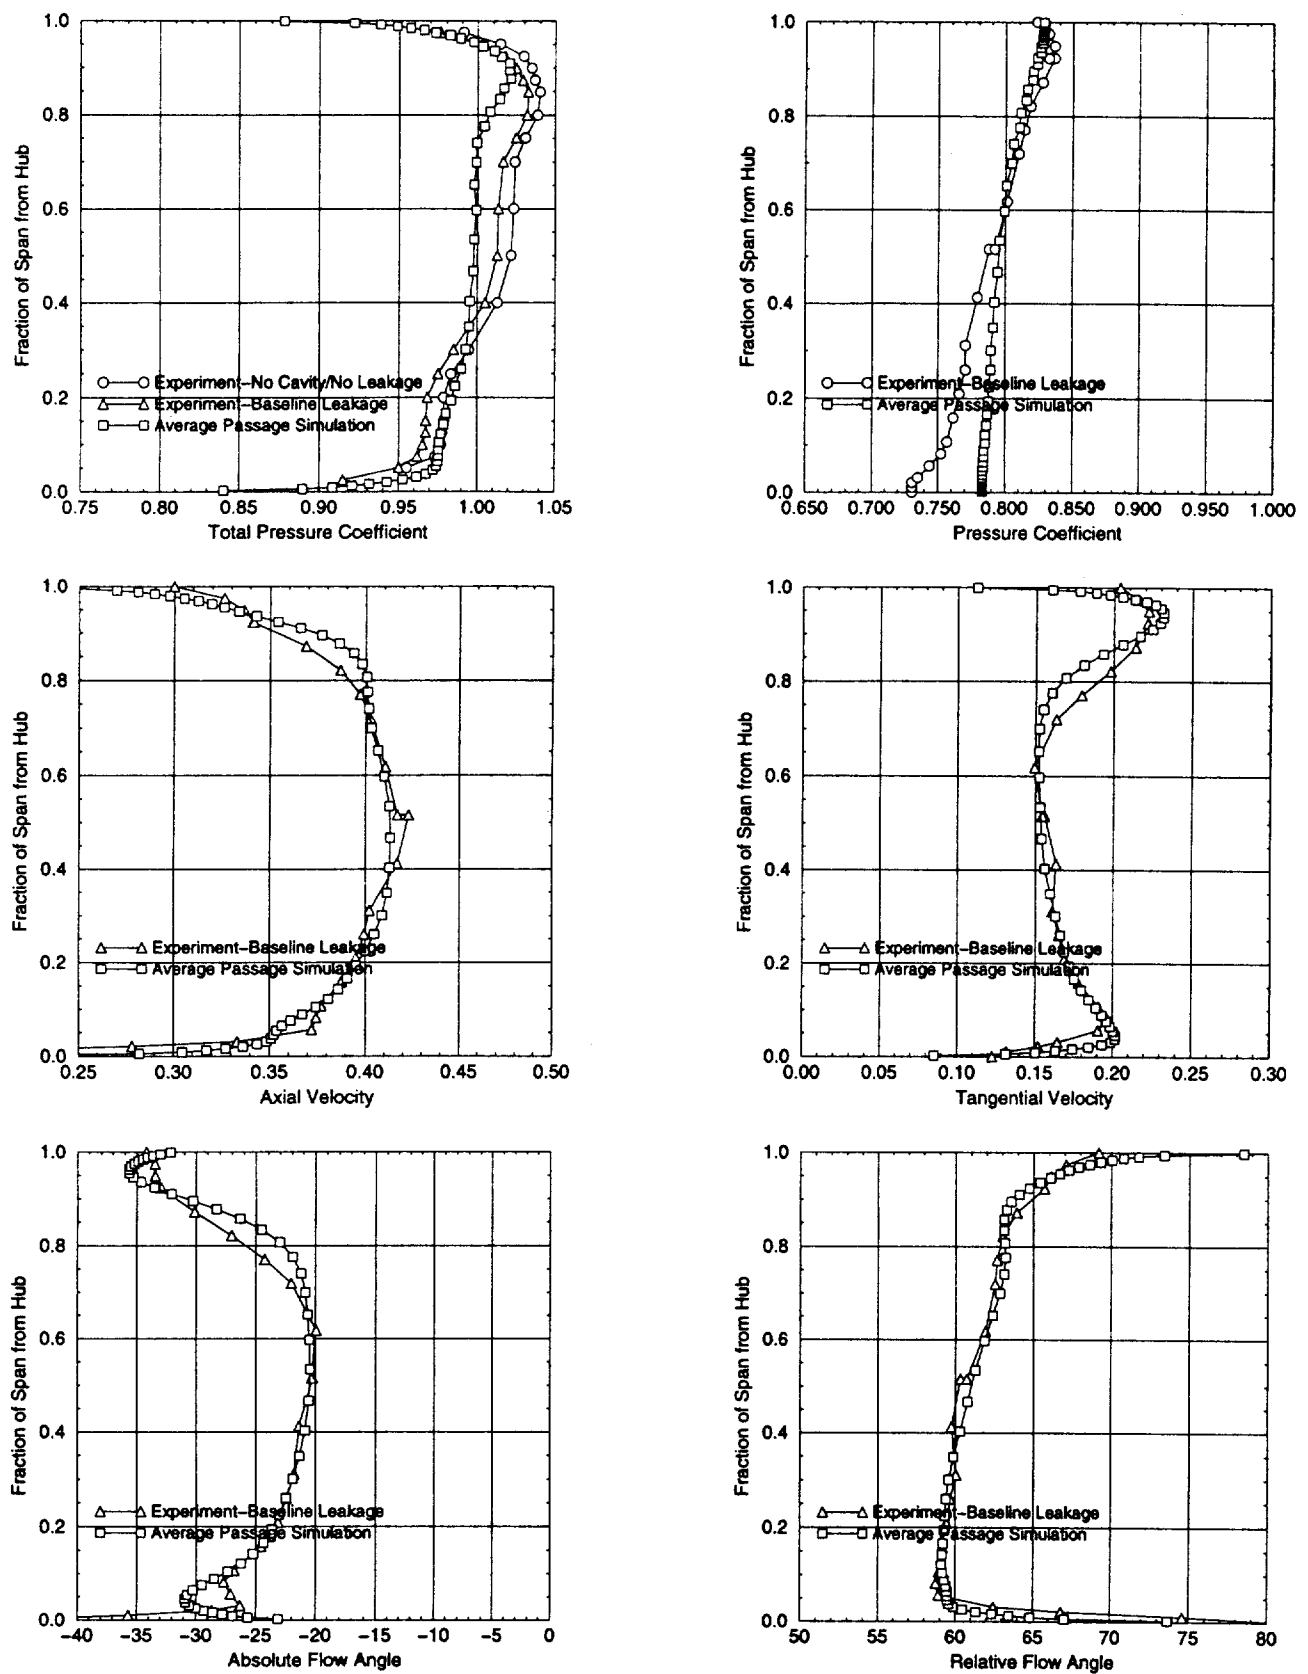 1.0
0.8
0.6
0.4
0.2
0.0
Fraction of Span from Hub
Experiment–No Cavity/No Leakage
Experiment–Baseline Leakage
Average Passage Simulation
0.75 0.80 0.85 0.90 0.95 1.00 1.05
Total Pressure Coefficient
1.0
0.8
0.6
0.4
0.2
0.0
Fraction of Span from Hub
Experiment–Baseline Leakage
Average Passage Simulation
0.650 0.700 0.750 0.800 0.850 0.900 0.950 1.000
Pressure Coefficient
1.0
0.8
0.6
0.4
0.2
0.0
Fraction of Span from Hub
Experiment–Baseline Leakage
Average Passage Simulation
0.25 0.30 0.35 0.40 0.45 0.50
Axial Velocity
1.0
0.8
0.6
0.4
0.2
0.0
Fraction of Span from Hub
Experiment–Baseline Leakage
Average Passage Simulation
0.00 0.05 0.10 0.15 0.20 0.25 0.30
Tangential Velocity
1.0
0.8
0.6
0.4
0.2
0.0
Fraction of Span from Hub
Experiment–Baseline Leakage
Average Passage Simulation
−40 −35 −30 −25 −20 −15 −10 −5 0
Absolute Flow Angle
1.0
0.8
0.6
0.4
0.2
0.0
Fraction of Span from Hub
Experiment–Baseline Leakage
Average Passage Simulation
50 55 60 65 70 75 80
Relative Flow Angle